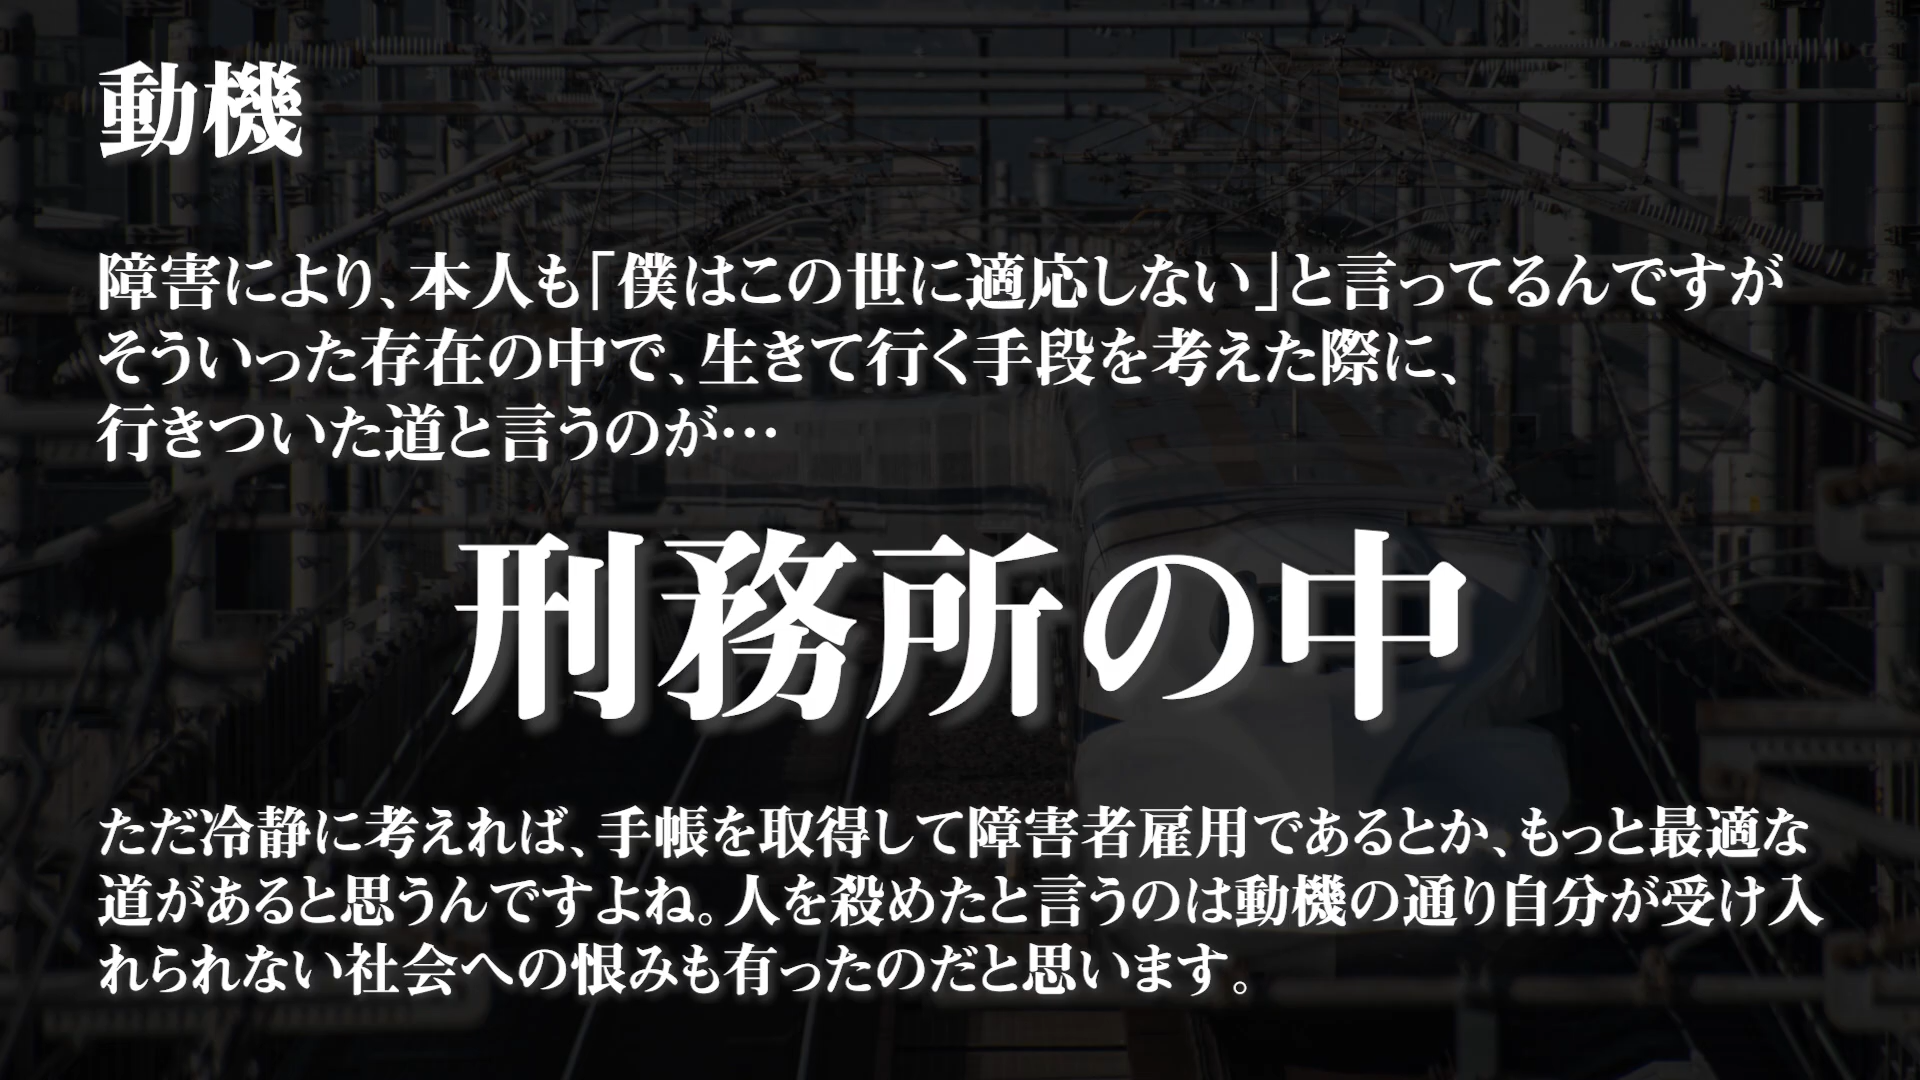 動機
障害により、本人も「僕はこの世に適応しない」と言ってるんですが
そういった存在の中で、生きて行く手段を考えた際に、
行きついた道と言うのが…
刑務所の中
ただ冷静に考えれば、手帳を取得して障害者雇用であるとか、もっと最適な
道があると思うんですよね。人を殺めたと言うのは動機の通り自分が受け入
れられない社会への恨みも有ったのだと思います。